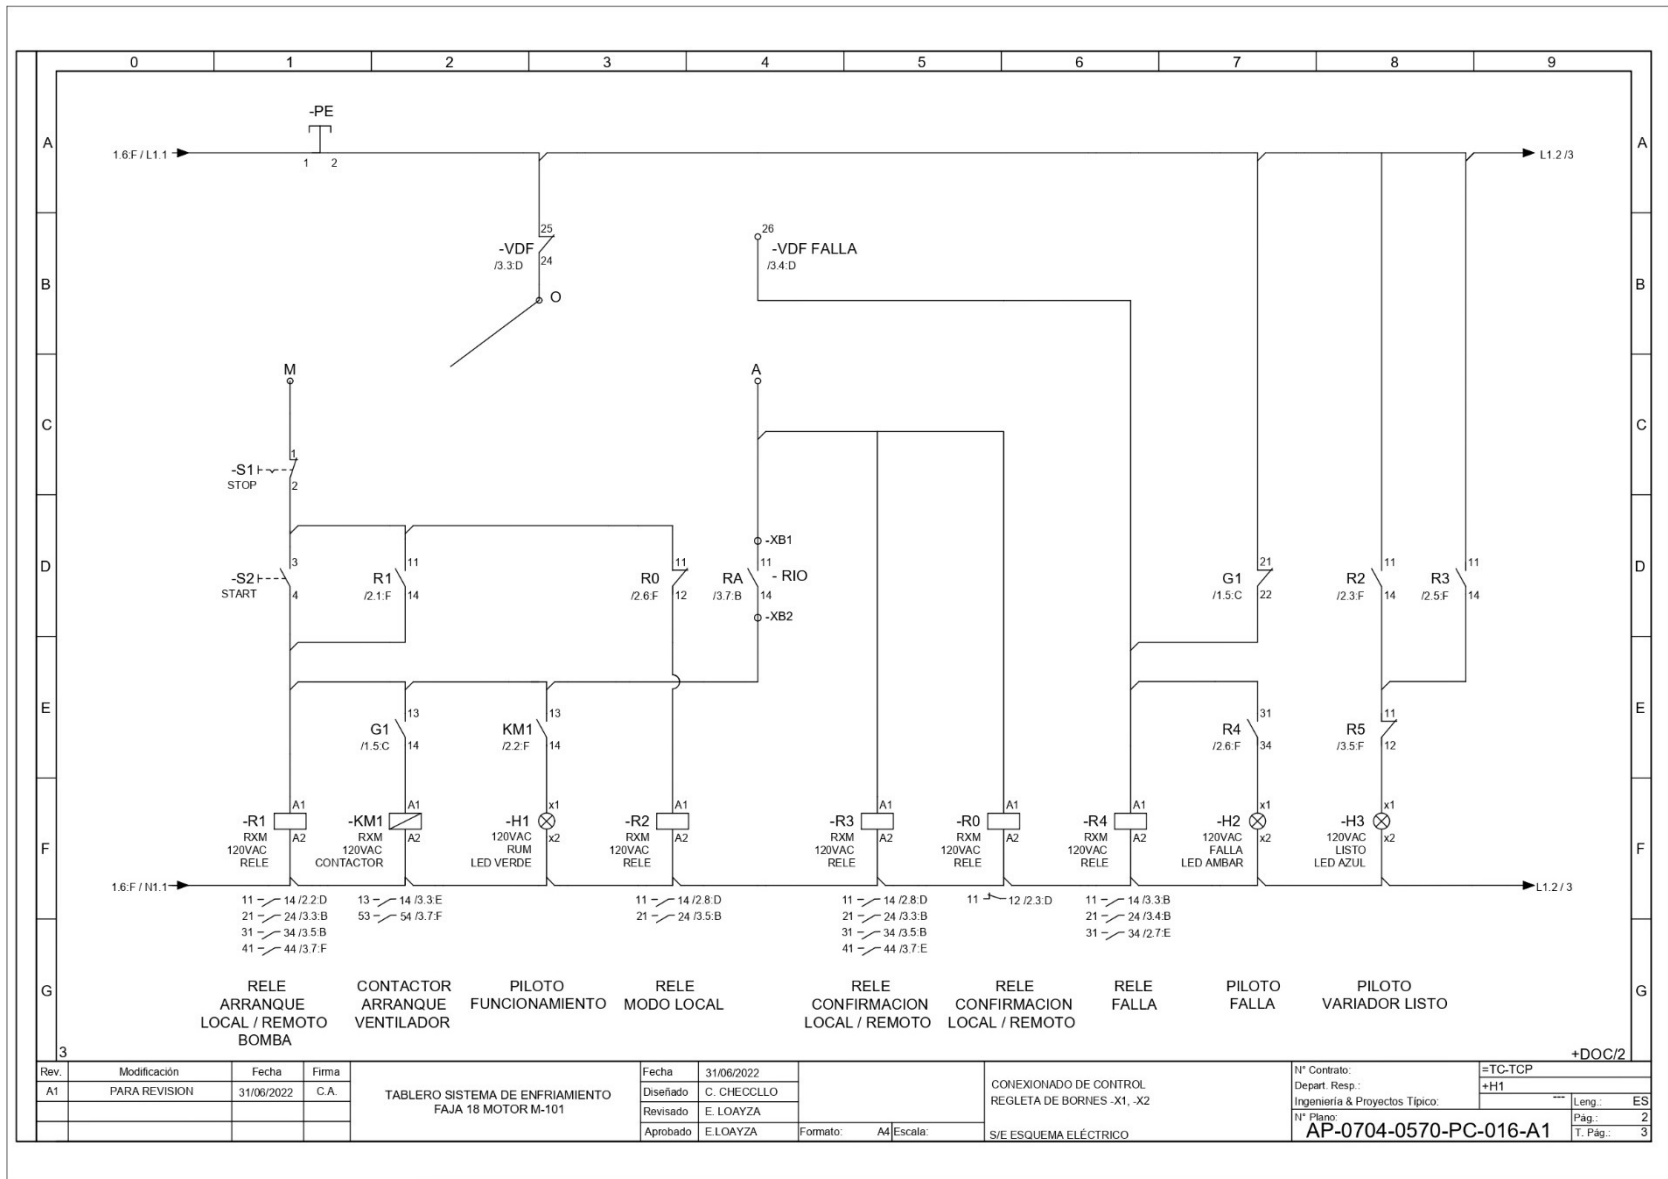 0 1 2 3 4 5 6 7 8 9
-PE
A A
1.6:F / L1.1 1 2 L1.2 /3
25 26
-VDF -VDF FALLA
/3.3:D 24 /3.4:D
B B
O
M A
C C
1
-S1
STOP 2
-XB1
3 11 11 11 21 11 11
D D
-S2 R1 R0 RA - RIO G1 R2 R3
START 4 /2.1:F 14 /2.6:F 12 /3.7:B 14 /1.5:C 22 /2.3:F 14 /2.5:F 14
-XB2
E E
13 13 31 11
G1 KM1 R4 R5
/1.5:C 14 /2.2:F 14 /2.6:F 34 /3.5:F 12
A1 A1 x1 A1 A1 A1 A1 x1 x1
-R1 -KM1 -H1 -R2 -R3 -R0 -R4 -H2 -H3
A2 A2 x2 A2 A2 A2 A2 x2 x2
RXM RXM 120VAC RXM RXM RXM RXM 120VAC 120VAC
F F
120VAC 120VAC RUM 120VAC 120VAC 120VAC 120VAC FALLA LISTO
RELE CONTACTOR LED VERDE RELE RELE RELE RELE LED AMBAR LED AZUL
1.6:F / N1.1 L1.2 / 3
11 14 /2.2:D 13 14 /3.3:E 11 14 /2.8:D 11 14 /2.8:D 11 12 /2.3:D 11 14 /3.3:B
21 24 /3.3:B 53 54 /3.7:F 21 24 /3.5:B 21 24 /3.3:B 21 24 /3.4:B
31 34 /3.5:B 31 34 /3.5:B 31 34 /2.7:E
41 44 /3.7:F 41 44 /3.7:E
G G
RELE CONTACTOR PILOTO RELE RELE RELE RELE PILOTO PILOTO
ARRANQUE ARRANQUE FUNCIONAMIENTO MODO LOCAL CONFIRMACION CONFIRMACION FALLA FALLA VARIADOR LISTO
LOCAL / REMOTO VENTILADOR LOCAL / REMOTO LOCAL / REMOTO
BOMBA
3 +DOC/2
Rev. Modificación Fecha Firma
A1 PARA REVISION 31/06/2022 C.A.
TABLERO SISTEMA DE ENFRIAMIENTO
FAJA 18 MOTOR M-101
Fecha 31/06/2022
Diseñado C. CHECCLLO
Revisado E. LOAYZA
Aprobado E.LOAYZA Formato: A4 Escala:
CONEXIONADO DE CONTROL
REGLETA DE BORNES -X1, -X2
S/E ESQUEMA ELÉCTRICO
N° Contrato: =TC-TCP
Depart. Resp.: +H1
Ingeniería & Proyectos Típico: --- Leng.: ES
N° Plano: Pág.: 2
AP-0704-0570-PC-016-A1 T. Pág.: 3